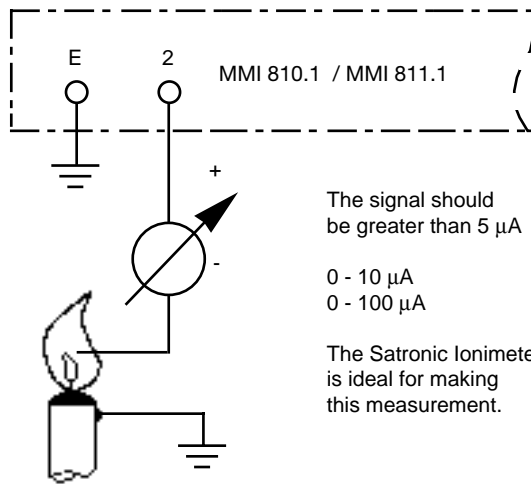 E 2 MMI 810.1 / MMI 811.1
+
-
The signal should
be greater than 5 µA
0 - 10 µA
0 - 100 µA
The Satronic Ionimete
is ideal for making
this measurement.